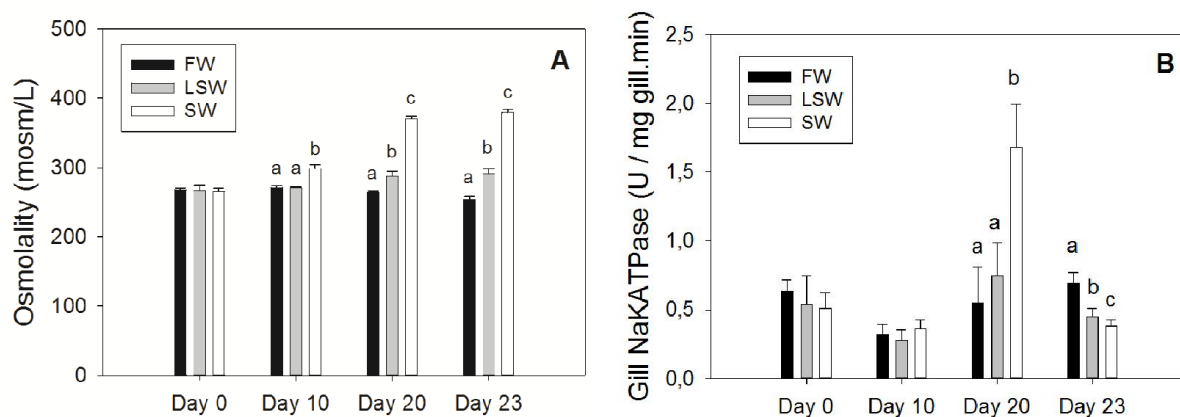 Osmolality (mosm/L)
500
400
300
200
100
0
A
FW
LSW
SW
a a b
a b c
a b c
Day 0 Day 10 Day 20 Day 23
Gill NaKATPase (U / mg gill.min)
2,5
2,0
1,5
1,0
0,5
0,0
B
FW
LSW
SW
a a b
a b c
Day 0 Day 10 Day 20 Day 23